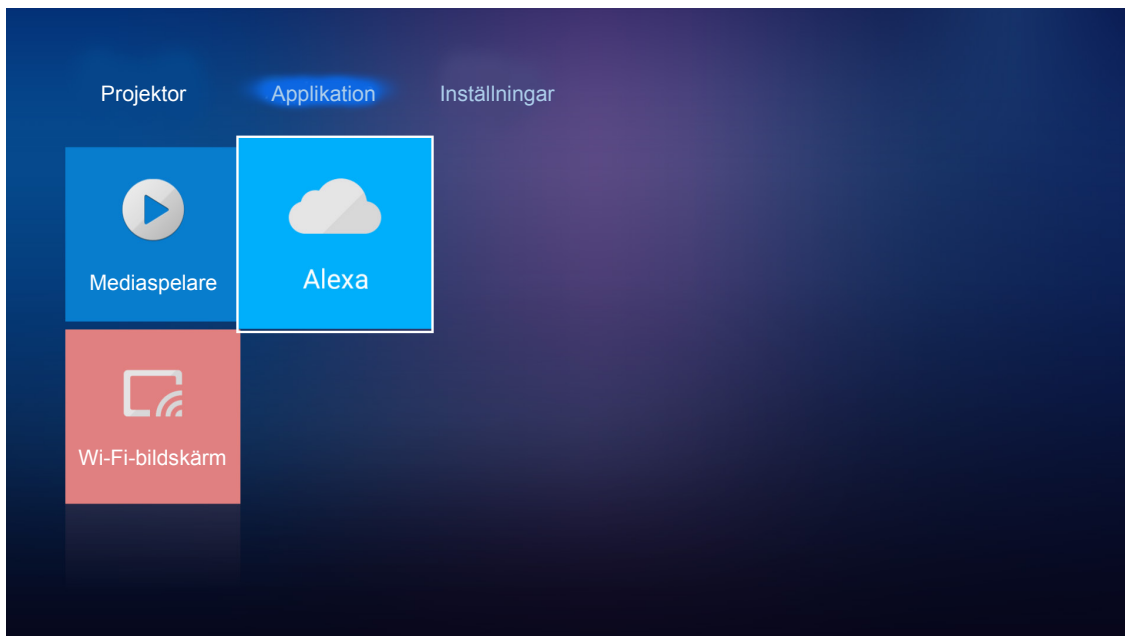 Projektor
Applikation
Inställningar
Mediaspelare
Alexa
Wi-Fi-bildskärm